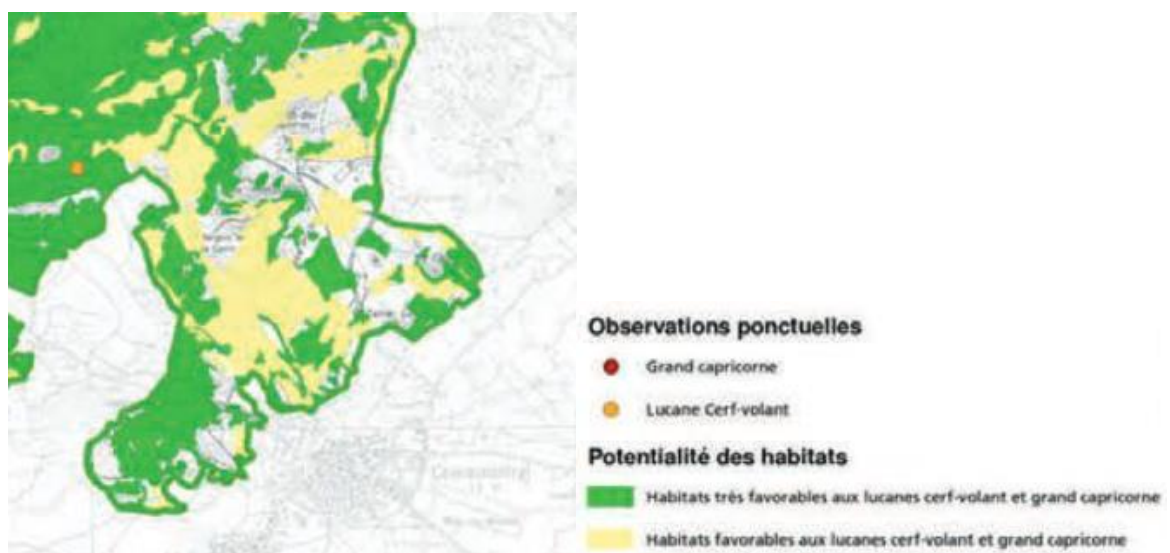 Observations ponctuelles
Grand capricorne
Lucane Cerf-volant
Potentialité des habitats
Habitats très favorables aux lucanes cerf-volant et grand capricorne
Habitats favorables aux lucanes cerf-volant et grand capricorne